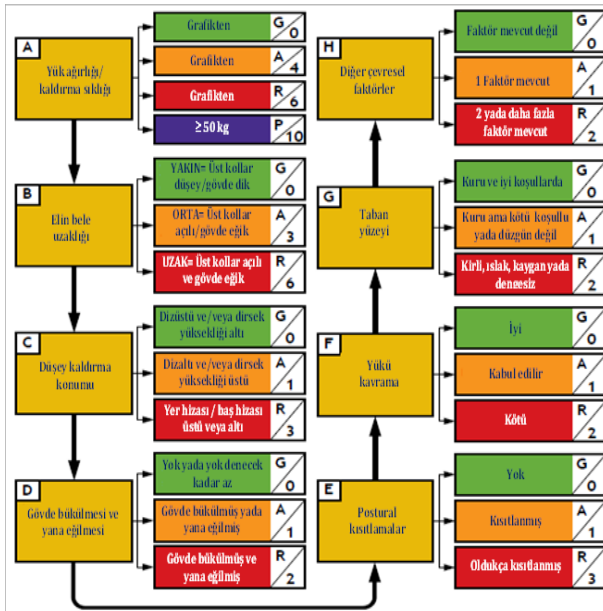 A
Yük ağırlığı/
kaldırma sıklığı
Grafikten
G
0
Grafikten
A
4
Grafikten
R
6
≥ 50 kg
P
10
B
Elin bele
uzaklığı
YAKIN= Üst kollar
düşey/gövde dik
G
0
ORTA= Üst kollar
açılı/gövde eğik
A
3
UZAK= Üst kollar açılı
ve gövde eğik
R
6
C
Düşey kaldırma
konumu
Dizüstü ve/veya dirsek
yüksekliği altı
G
0
Dizaltı ve/veya dirsek
yüksekliği üstü
A
1
Yer hizası / baş hizası
üstü veya altı
R
3
D
Gövde bükülmesi ve
yana eğilmesi
Yok yada yok denecek
kadar az
G
0
Gövde bükülmüş yada
yana eğilmiş
A
1
Gövde bükülmüş ve
yana eğilmiş
R
2
E
Postural
kısıtlamalar
Yok
G
0
Kısıtlanmış
A
1
Oldukça kısıtlanmış
R
3
F
Yükü
kavrama
İyi
G
0
Kabul edilir
A
1
Kötü
R
2
G
Taban
yüzeyi
Kuru ve iyi koşullarda
G
0
Kuru ama kötü koşullu
yada düzgün değil
A
1
Kirli, ıslak, kaygan yada
dengesiz
R
2
H
Diğer çevresel
faktörler
Faktör mevcut değil
G
0
1 Faktör mevcut
A
1
2 yada daha fazla
faktör mevcut
R
2